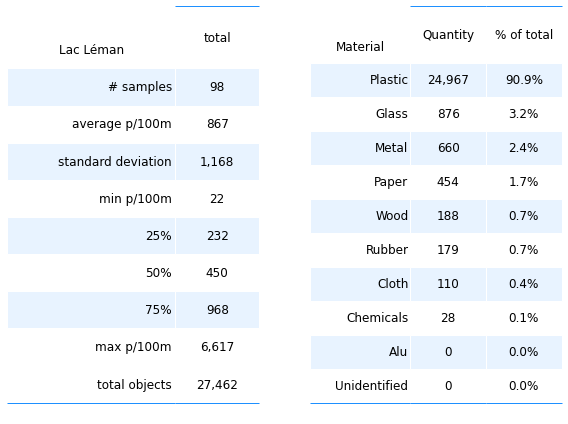 Lac Léman total
# samples 98
average p/100m 867
standard deviation 1,168
min p/100m 22
25% 232
50% 450
75% 968
max p/100m 6,617
total objects 27,462
Material Quantity % of total
Plastic 24,967 90.9%
Glass 876 3.2%
Metal 660 2.4%
Paper 454 1.7%
Wood 188 0.7%
Rubber 179 0.7%
Cloth 110 0.4%
Chemicals 28 0.1%
Alu 0 0.0%
Unidentified 0 0.0%